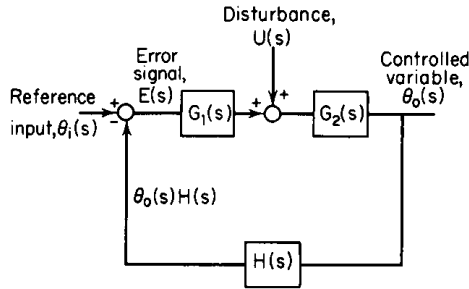 Disturbance,
U(s)
Error
signal,
E(s)
Controlled
variable,
θₒ(s)
Reference
input,θᵢ(s)
+
−
G₁(s)
+
+
G₂(s)
θₒ(s)H(s)
H(s)